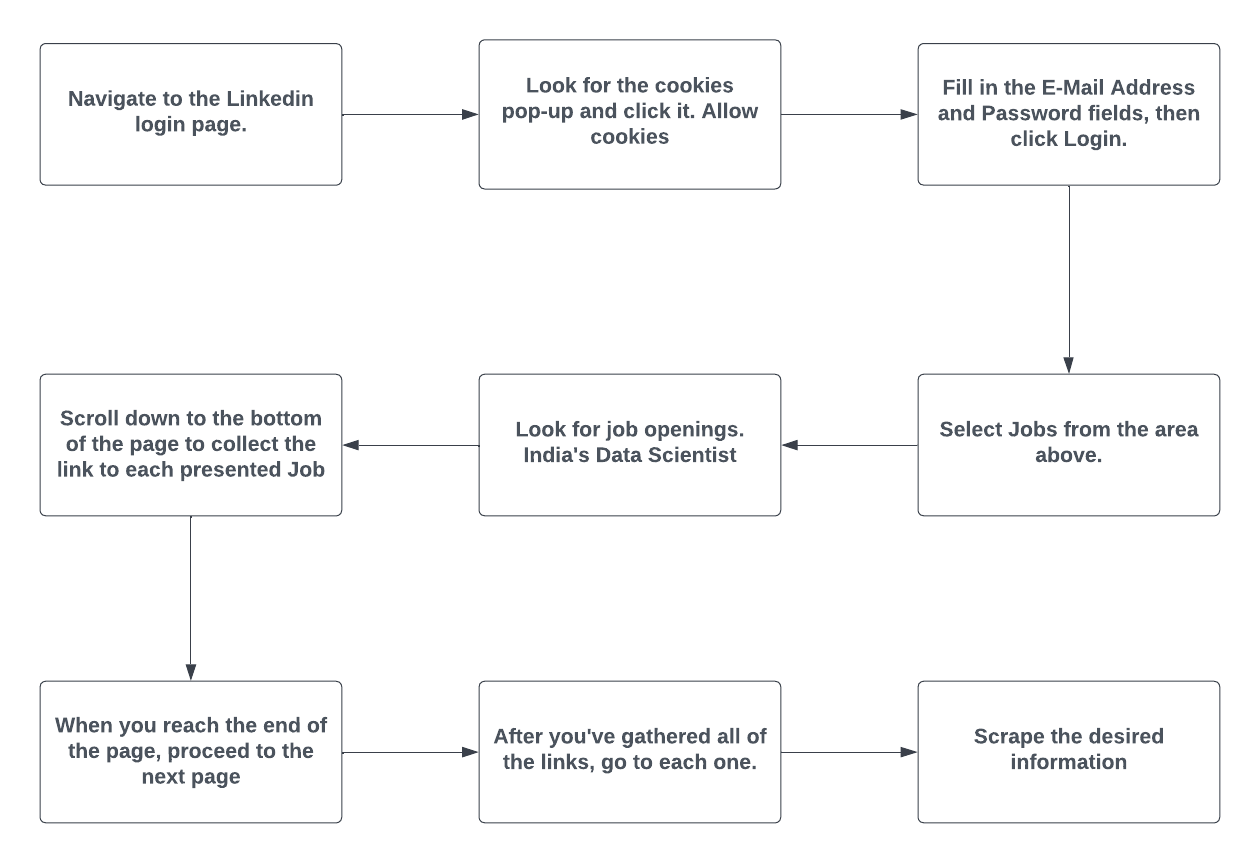 Navigate to the Linkedin
login page.
Look for the cookies
pop-up and click it. Allow
cookies
Fill in the E-Mail Address
and Password fields, then
click Login.
Select Jobs from the area
above.
Look for job openings.
India's Data Scientist
Scroll down to the bottom
of the page to collect the
link to each presented Job
When you reach the end of
the page, proceed to the
next page
After you've gathered all of
the links, go to each one.
Scrape the desired
information